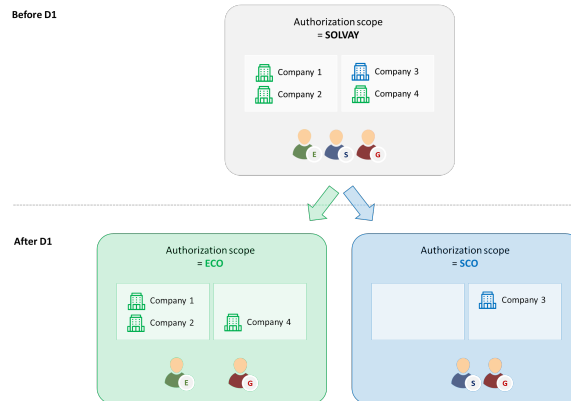 Before D1
Authorization scope
= SOLVAY
Company 1
Company 3
Company 2
Company 4
E
S
G
After D1
Authorization scope
= ECO
Authorization scope
= SCO
Company 1
Company 2
Company 4
Company 3
E
G
S
G